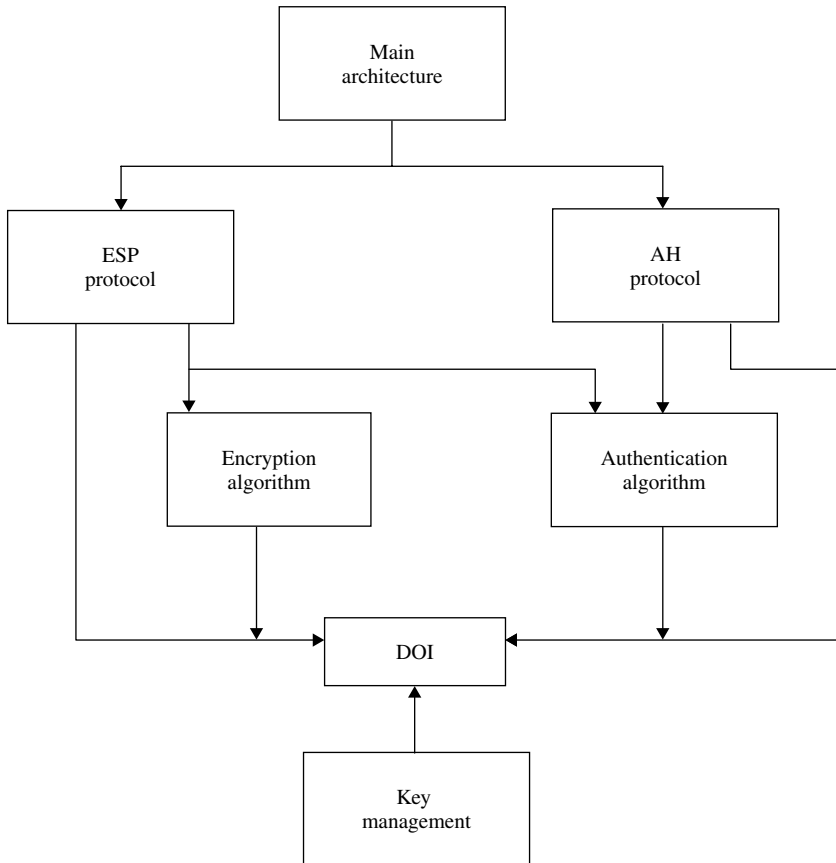 Main
architecture
ESP
protocol
AH
protocol
Encryption
algorithm
Authentication
algorithm
DOI
Key
management